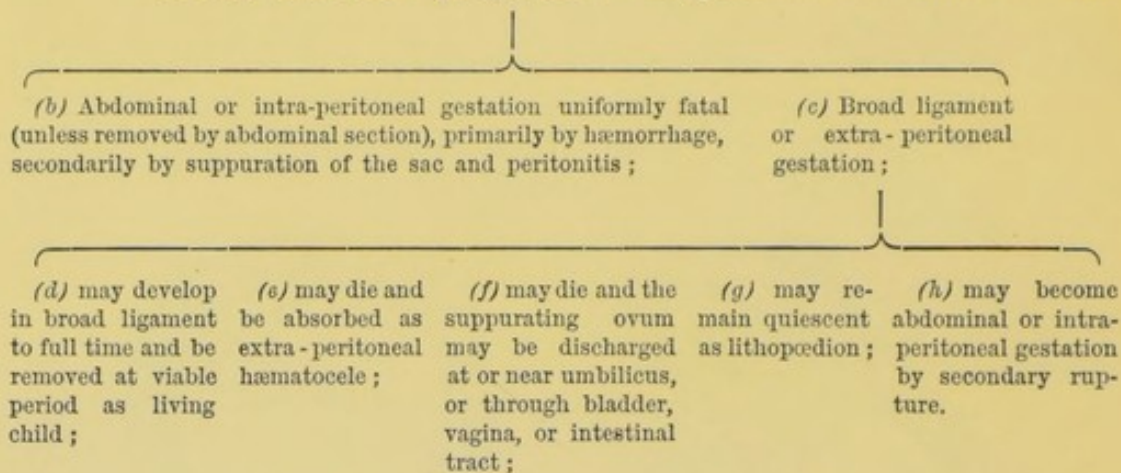 (b) Abdominal or intra-peritoneal gestation uniformly fatal
(unless removed by abdominal section), primarily by hæmorrhage,
secondarily by suppuration of the sac and peritonitis ;
(c) Broad ligament
or extra-peritoneal
gestation ;
(d) may develop
in broad ligament
to full time and be
removed at viable
period as living
child ;
(e) may die and
be absorbed as
extra-peritoneal
hæmatocele ;
(f) may die and the
suppurating ovum
may be discharged
at or near umbilicus,
or through bladder,
vagina, or intestinal
tract ;
(g) may re-
main quiescent
as lithopœdion ;
(h) may become
abdominal or intra-
peritoneal gestation
by secondary rup-
ture.